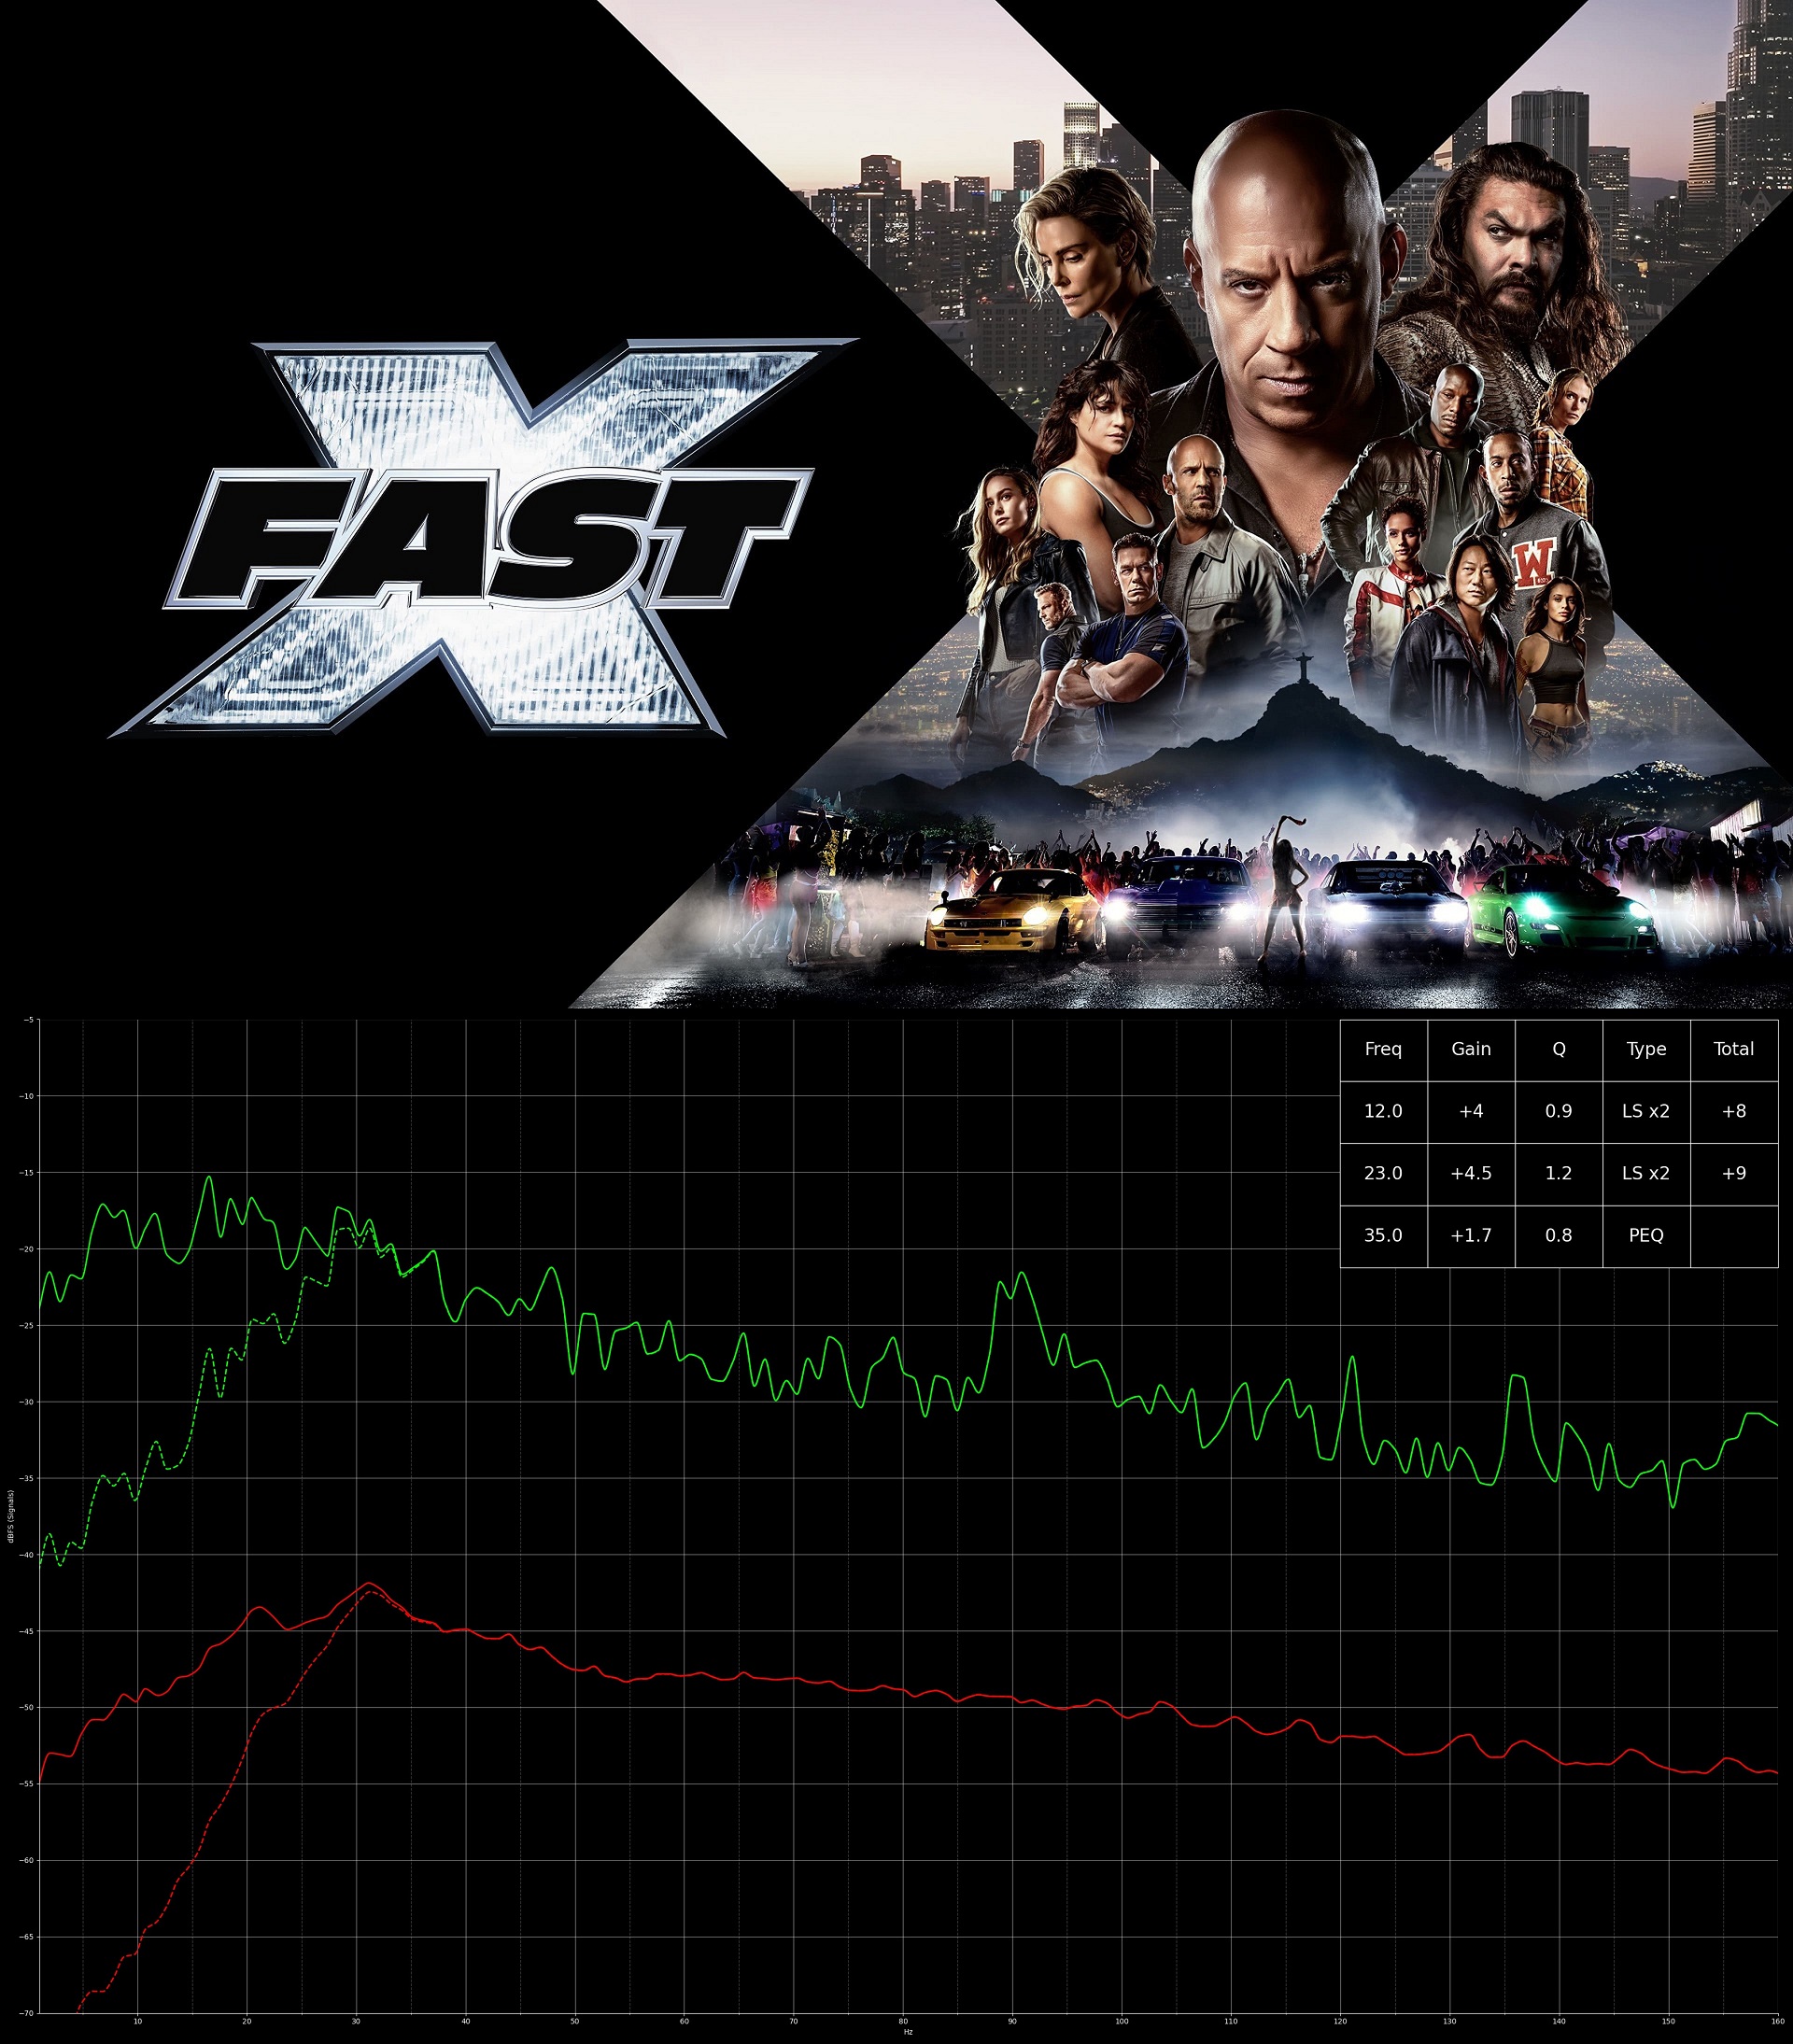 FAST X
W
Freq Gain Q Type Total
12.0 +4 0.9 LS x2 +8
23.0 +4.5 1.2 LS x2 +9
35.0 +1.7 0.8 PEQ
−5
−10
−15
−20
−25
−30
−35
−40
−45
−50
−55
−60
−65
−70
dBFS (Signals)
10 20 30 40 50 60 70 80 90 100 110 120 130 140 150 160
Hz